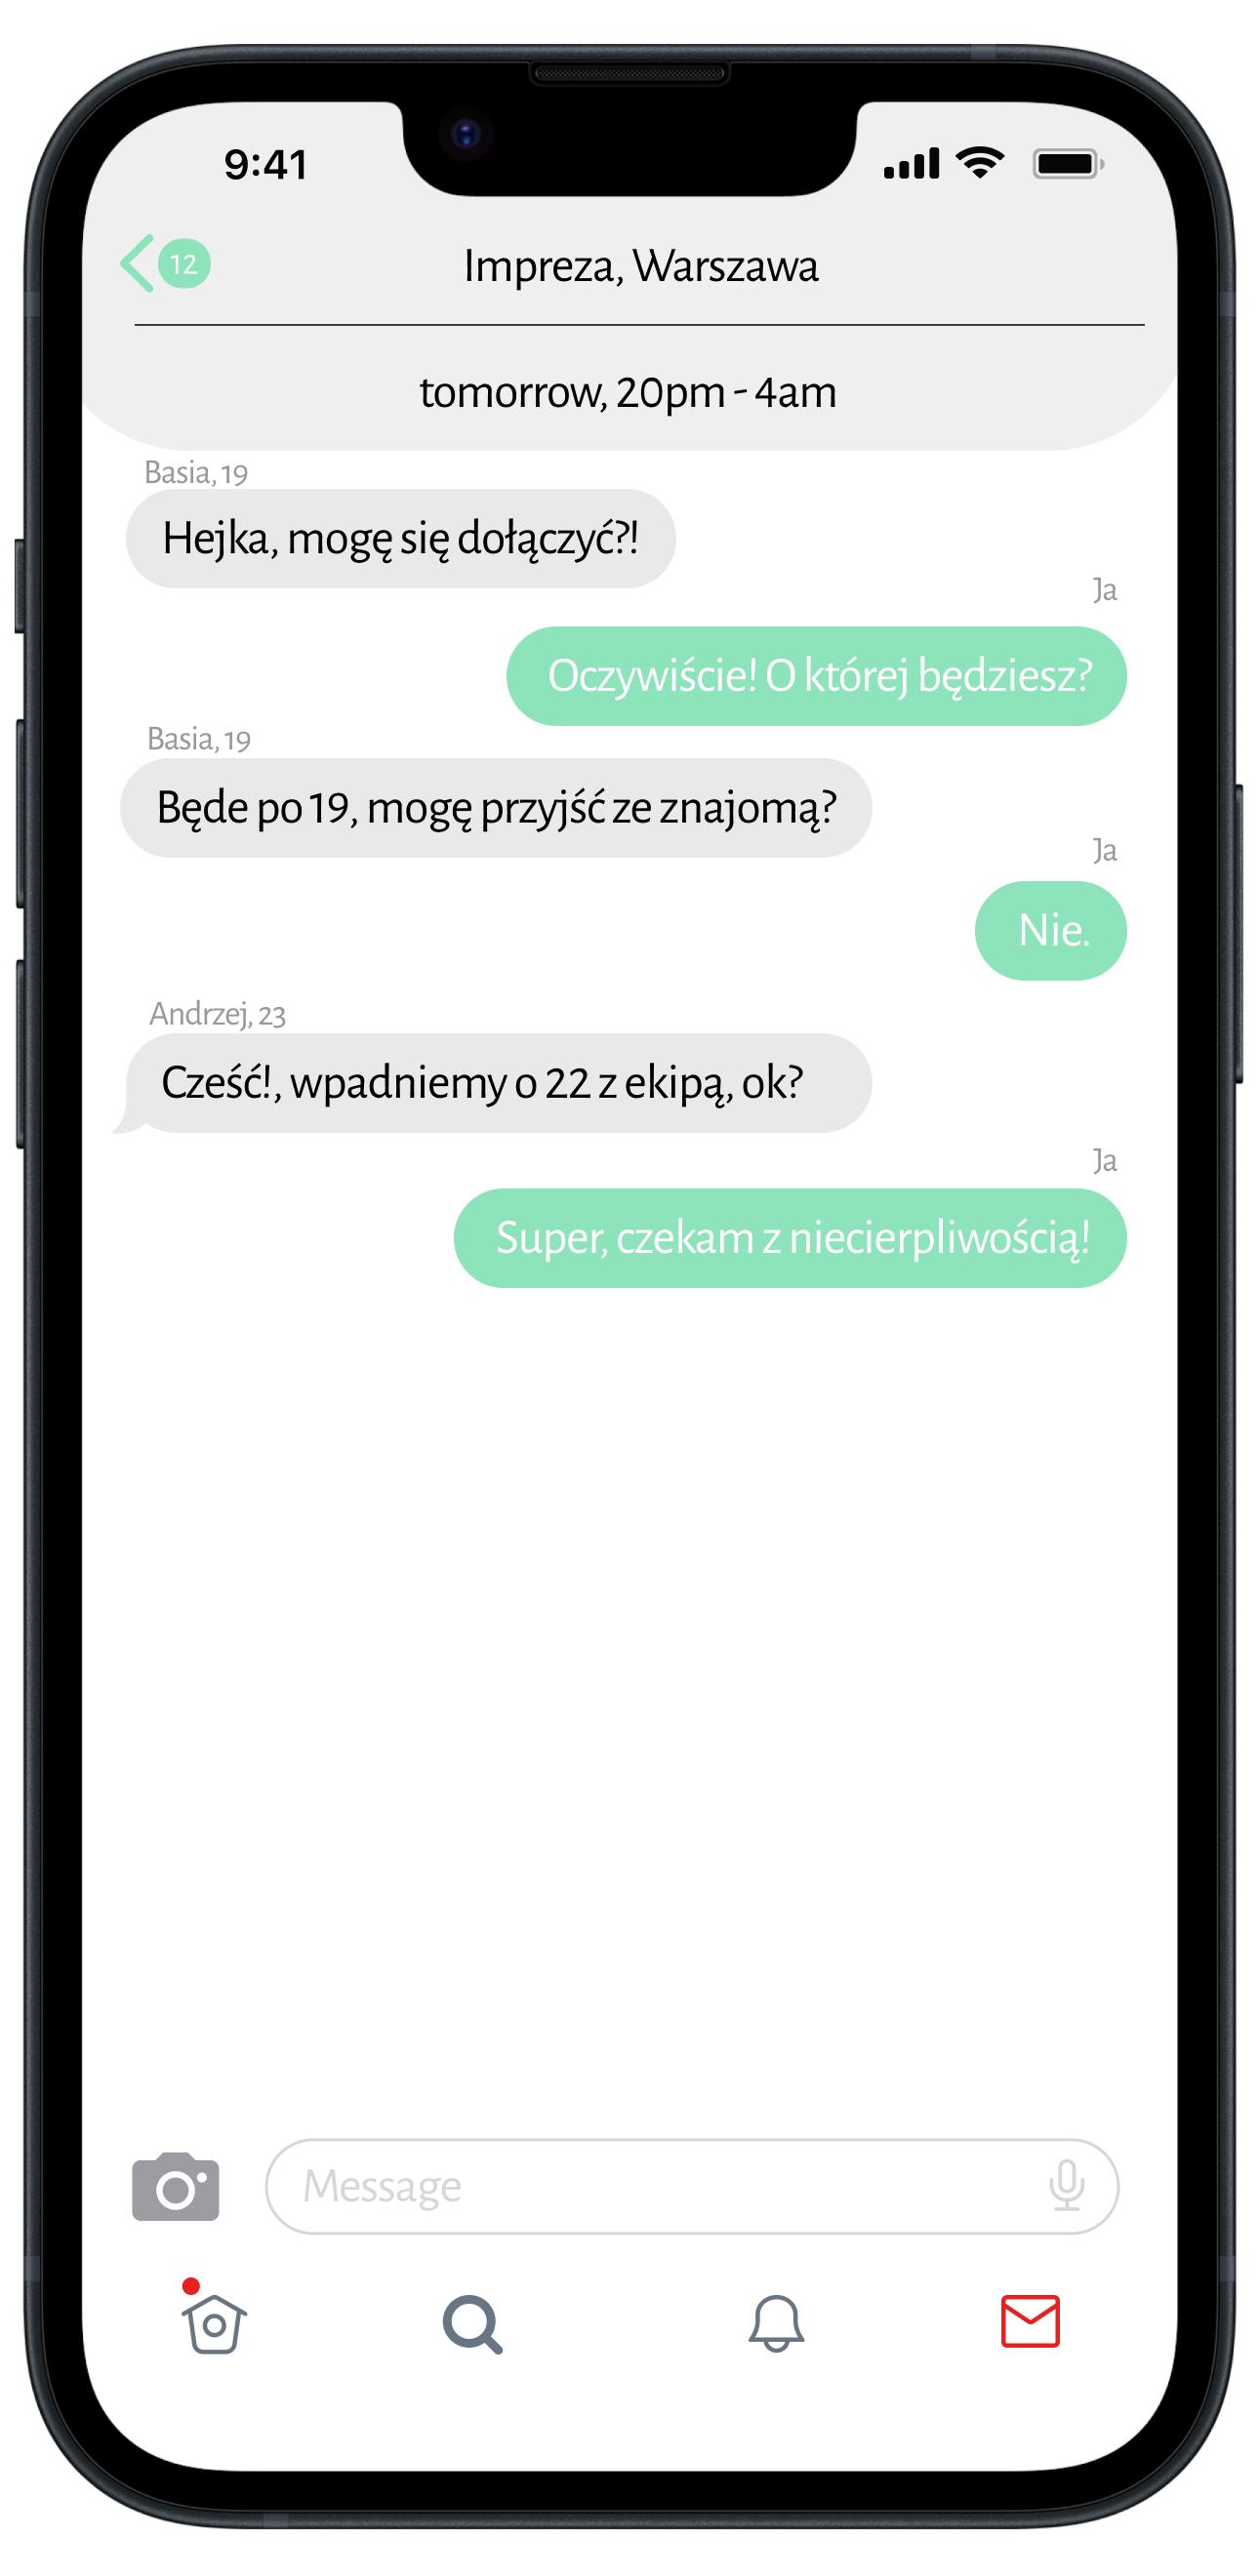 9:41
12
Impreza, Warszawa
tomorrow, 20pm - 4am
Basia, 19
Hejka, mogę się dołączyć?!
Ja
Oczywiście! O której będziesz?
Basia, 19
Będe po 19, mogę przyjść ze znajomą?
Ja
Nie.
Andrzej, 23
Cześć!, wpadniemy o 22 z ekipą, ok?
Ja
Super, czekam z niecierpliwością!
Message